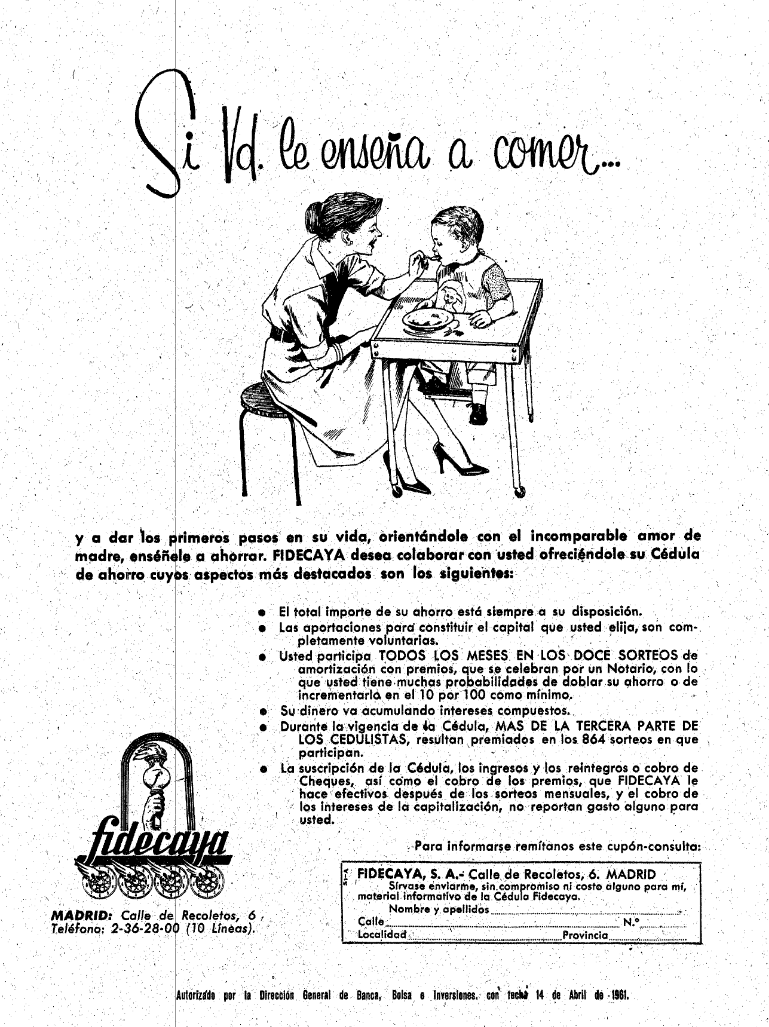 Si Vd. le enseña a comer...
y a dar los primeros pasos en su vida, orientándole con el incomparable amor de
madre, enséñele a ahorrar. FIDECAYA desea colaborar con usted ofreciéndole su Cédula
de ahorro cuyos aspectos más destacados son los siguientes:
● El total importe de su ahorro está siempre a su disposición.
● Las aportaciones para constituir el capital que usted elija, son com-
pletamente voluntarias.
● Usted participa TODOS LOS MESES EN LOS DOCE SORTEOS de
amortización con premios, que se celebran por un Notario, con lo
que usted tiene muchas probabilidades de doblar su ahorro o de
incrementarla en el 10 por 100 como mínimo.
● Su dinero va acumulando intereses compuestos.
● Durante la vigencia de la Cédula, MAS DE LA TERCERA PARTE DE
LOS CEDULISTAS, resultan premiados en los 864 sorteos en que
participan.
● La suscripción de la Cédula, los ingresos y los reintegros o cobro de
Cheques, así cómo el cobro de los premios, que FIDECAYA le
hace efectivos después de los sorteos mensuales, y el cobro de
los intereses de la capitalización, no reportan gasto alguno para
usted.
fidecaya
MADRID: Calle de Recoletos, 6
Teléfono: 2-36-28-00 (10 Líneas).
Para informarse remítanos este cupón-consulta:
FIDECAYA, S. A.- Calle de Recoletos, 6. MADRID
Sírvase enviarme, sin compromiso ni costo alguno para mí,
material informativo de la Cédula Fidecaya.
Nombre y apellidos
Calle N.º
Localidad Provincia
Autorizado por la Dirección General de Banca, Bolsa e Inversiones, con fecha 14 de Abril de 1961.